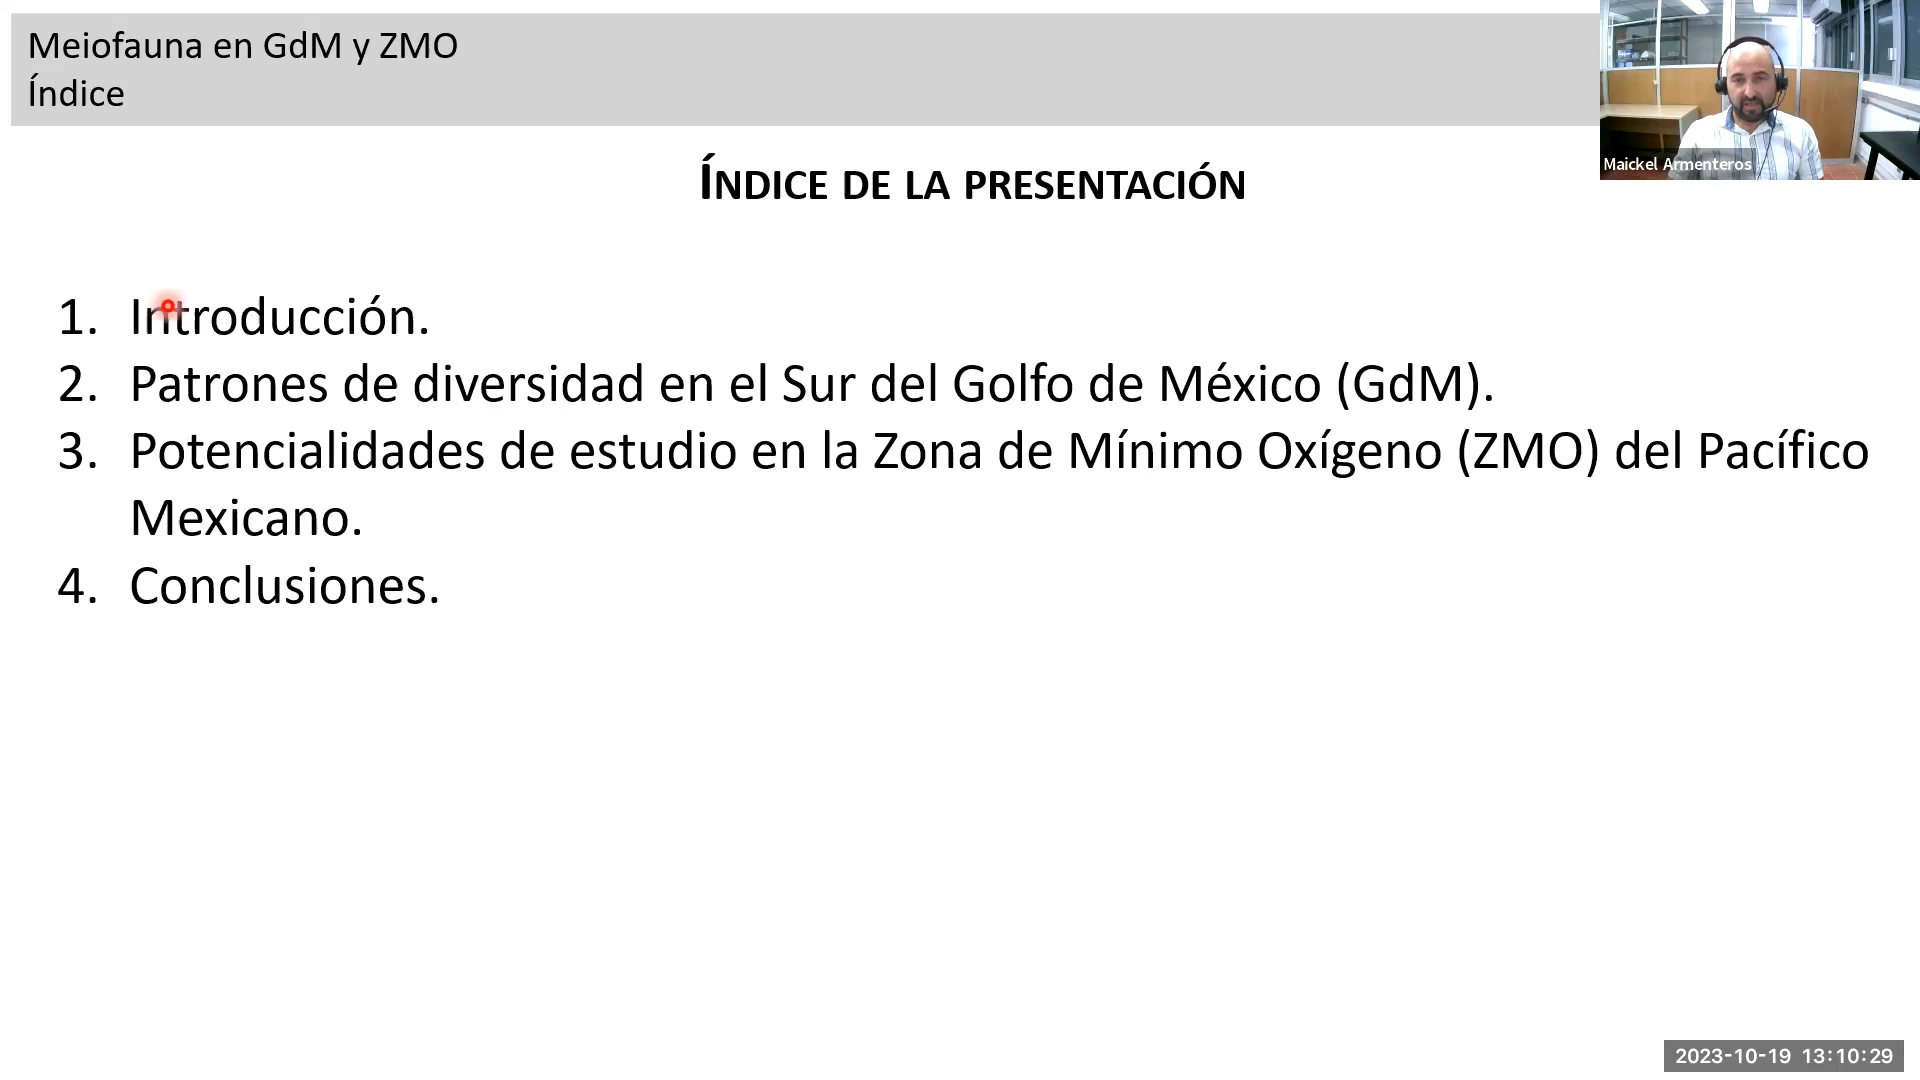 Meiofauna en GdM y ZMO
Índice
Maickel Armenteros
ÍNDICE DE LA PRESENTACIÓN
1. Introducción.
2. Patrones de diversidad en el Sur del Golfo de México (GdM).
3. Potencialidades de estudio en la Zona de Mínimo Oxígeno (ZMO) del Pacífico
Mexicano.
4. Conclusiones.
2023-10-19 13:10:29